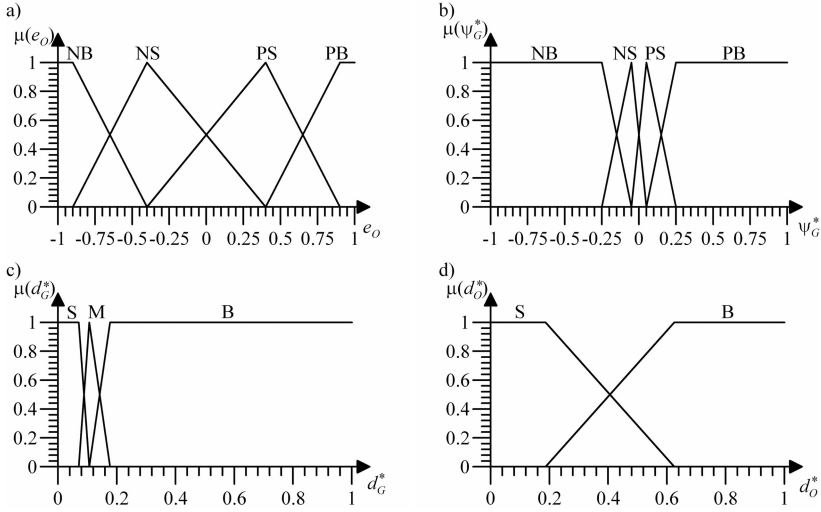 a)
μ(e_O)
NB NS PS PB
1
0.8
0.6
0.4
0.2
0
-1 -0.75 -0.5 -0.25 0 0.25 0.5 0.75 1 e_O
b)
μ(ψ*_G)
NB NS PS PB
1
0.8
0.6
0.4
0.2
0
-1 -0.75 -0.5 -0.25 0 0.25 0.5 0.75 1 ψ*_G
c)
μ(d*_G)
S M B
1
0.8
0.6
0.4
0.2
0
0 0.2 0.4 0.6 0.8 1 d*_G
d)
μ(d*_O)
S B
1
0.8
0.6
0.4
0.2
0
0 0.2 0.4 0.6 0.8 1 d*_O